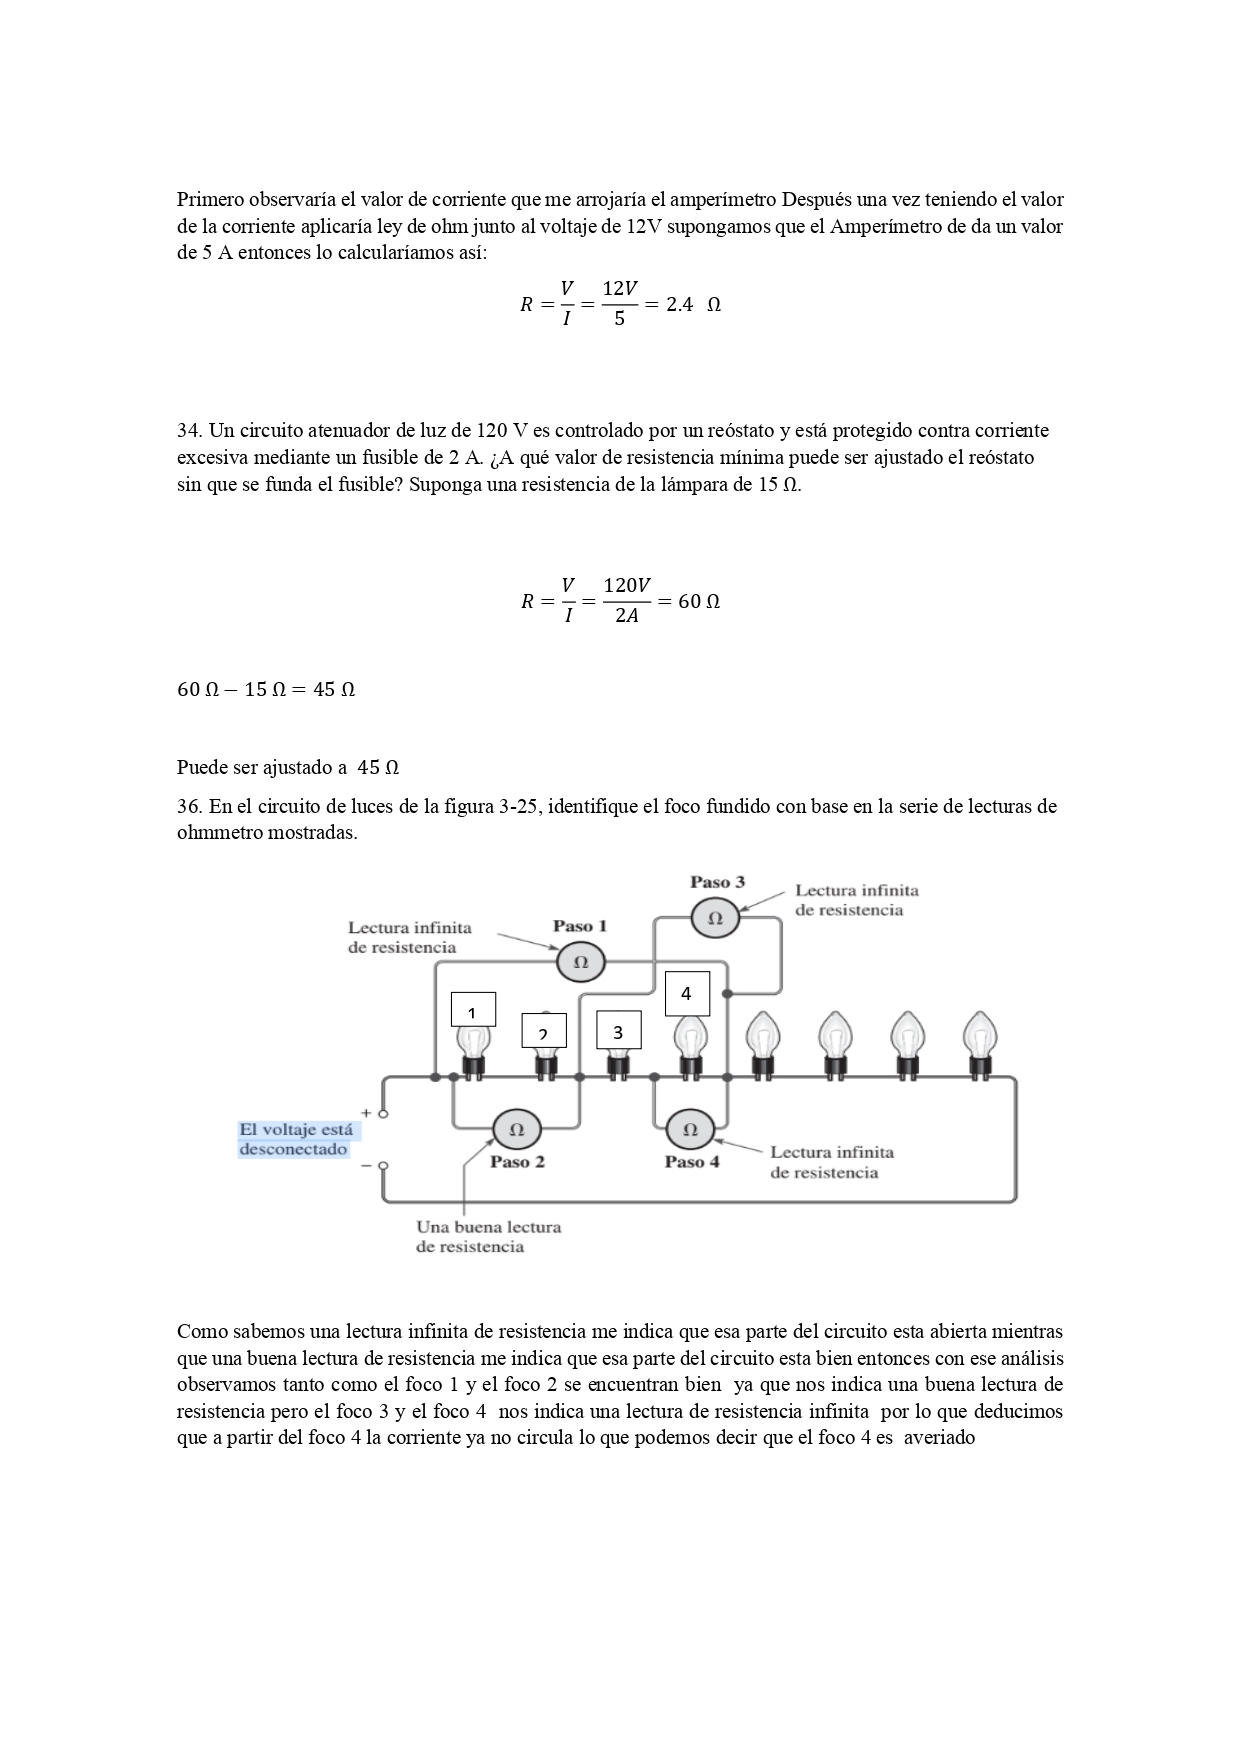 Primero observaría el valor de corriente que me arrojaría el amperímetro Después una vez teniendo el valor
de la corriente aplicaría ley de ohm junto al voltaje de 12V supongamos que el Amperímetro de da un valor
de 5 A entonces lo calcularíamos así:
R = V/I = 12V/5 = 2.4 Ω
34. Un circuito atenuador de luz de 120 V es controlado por un reóstato y está protegido contra corriente
excesiva mediante un fusible de 2 A. ¿A qué valor de resistencia mínima puede ser ajustado el reóstato
sin que se funda el fusible? Suponga una resistencia de la lámpara de 15 Ω.
R = V/I = 120V/2A = 60 Ω
60 Ω − 15 Ω = 45 Ω
Puede ser ajustado a 45 Ω
36. En el circuito de luces de la figura 3-25, identifique el foco fundido con base en la serie de lecturas de
ohmmetro mostradas.
Paso 3
Lectura infinita
de resistencia
Ω
Lectura infinita
de resistencia
Paso 1
Ω
1
2
3
4
+
El voltaje está
desconectado
−
Ω
Paso 2
Ω
Paso 4
Lectura infinita
de resistencia
Una buena lectura
de resistencia
Como sabemos una lectura infinita de resistencia me indica que esa parte del circuito esta abierta mientras
que una buena lectura de resistencia me indica que esa parte del circuito esta bien entonces con ese análisis
observamos tanto como el foco 1 y el foco 2 se encuentran bien ya que nos indica una buena lectura de
resistencia pero el foco 3 y el foco 4 nos indica una lectura de resistencia infinita por lo que deducimos
que a partir del foco 4 la corriente ya no circula lo que podemos decir que el foco 4 es averiado